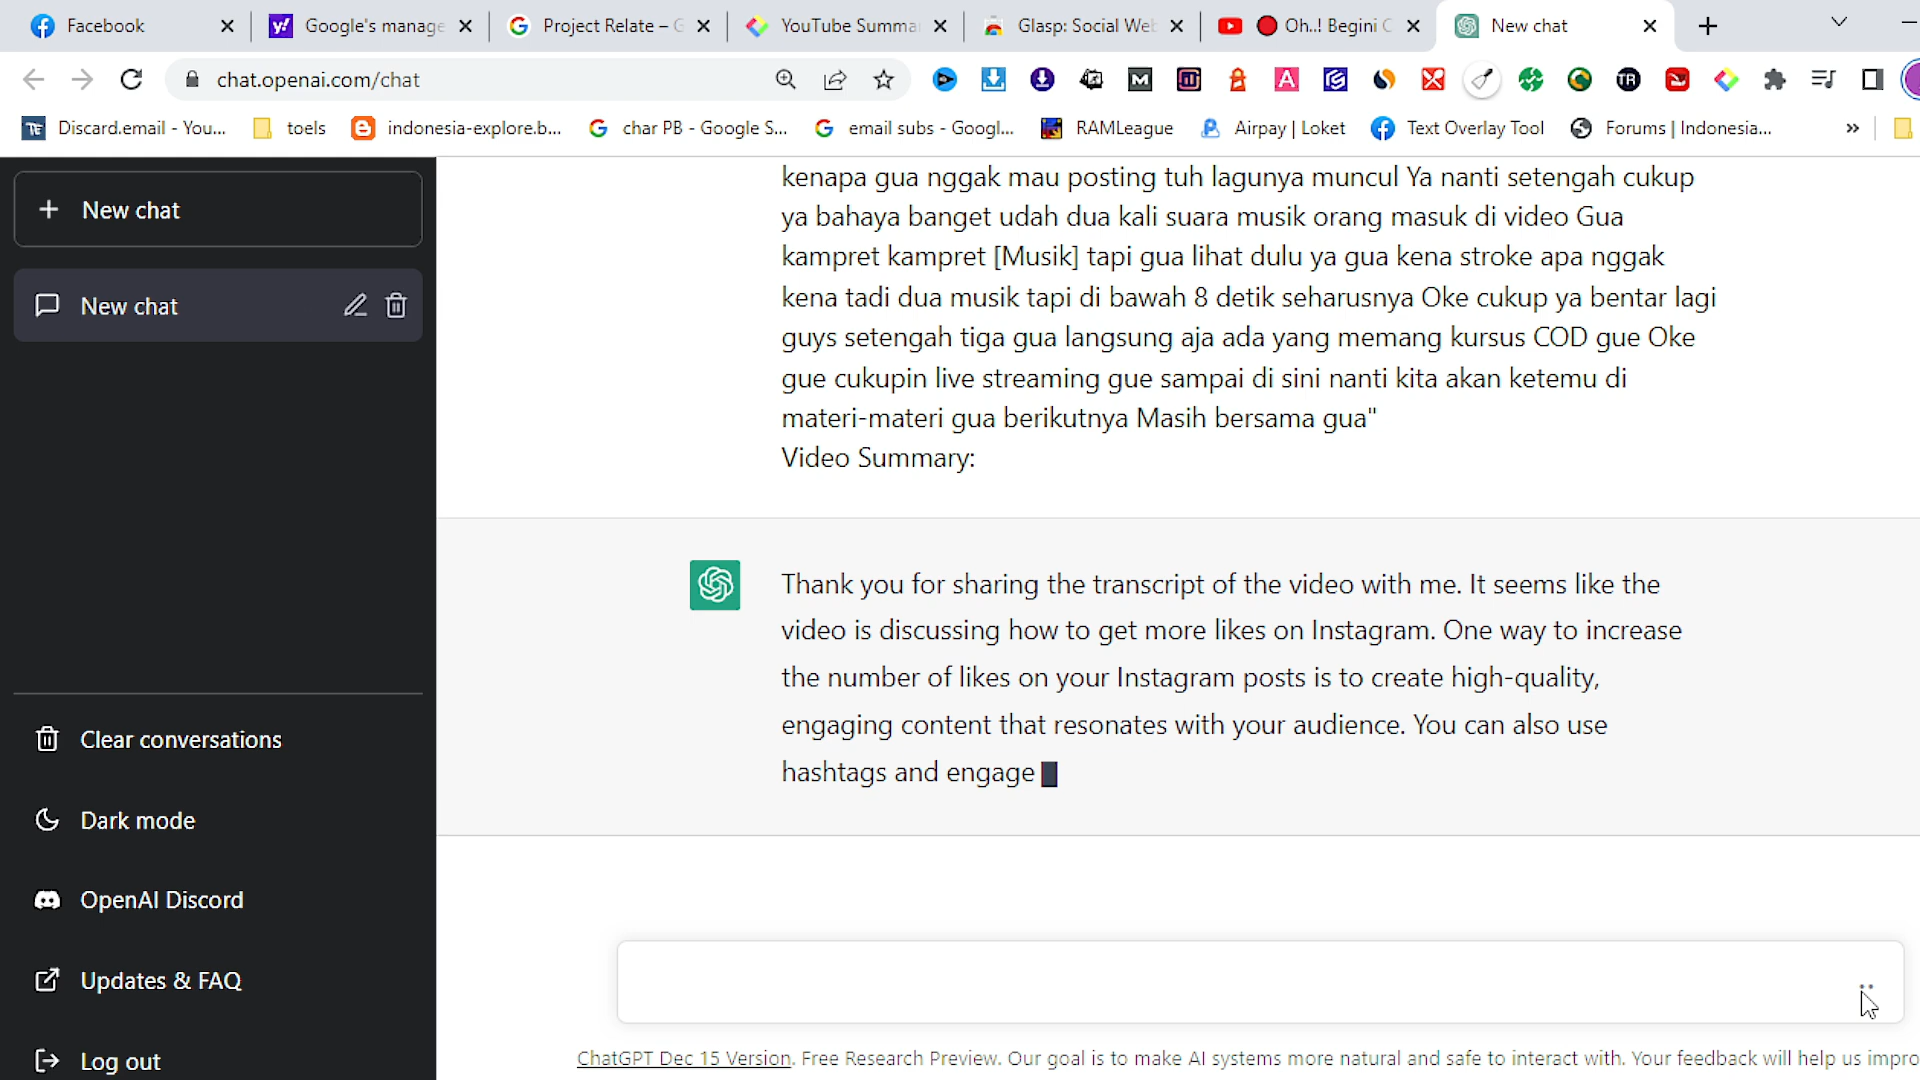 Facebook
Google's manage
Project Relate – G
YouTube Summa
Glasp: Social We
Oh..! Begini C
New chat
chat.openai.com/chat
Discard.email - You...
toels
indonesia-explore.b...
char PB - Google S...
email subs - Googl...
RAMLeague
Airpay | Loket
Text Overlay Tool
Forums | Indonesia...
»
New chat
New chat
Clear conversations
Dark mode
OpenAI Discord
Updates & FAQ
Log out
kenapa gua nggak mau posting tuh lagunya muncul Ya nanti setengah cukup
ya bahaya banget udah dua kali suara musik orang masuk di video Gua
kampret kampret [Musik] tapi gua lihat dulu ya gua kena stroke apa nggak
kena tadi dua musik tapi di bawah 8 detik seharusnya Oke cukup ya bentar lagi
guys setengah tiga gua langsung aja ada yang memang kursus COD gue Oke
gue cukupin live streaming gue sampai di sini nanti kita akan ketemu di
materi-materi gua berikutnya Masih bersama gua"
Video Summary:
Thank you for sharing the transcript of the video with me. It seems like the
video is discussing how to get more likes on Instagram. One way to increase
the number of likes on your Instagram posts is to create high-quality,
engaging content that resonates with your audience. You can also use
hashtags and engage
ChatGPT Dec 15 Version. Free Research Preview. Our goal is to make AI systems more natural and safe to interact with. Your feedback will help us impro